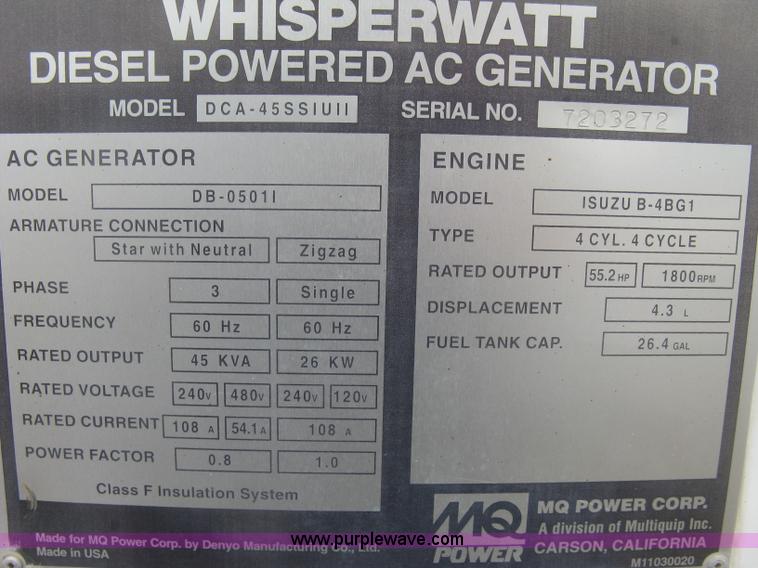 WHISPERWATT
DIESEL POWERED AC GENERATOR
MODEL DCA-45SSIUII SERIAL NO. 7203272
AC GENERATOR
MODEL DB-0501I
ARMATURE CONNECTION
Star with Neutral Zigzag
PHASE 3 Single
FREQUENCY 60 Hz 60 Hz
RATED OUTPUT 45 KVA 26 KW
RATED VOLTAGE 240V 480V 240V 120V
RATED CURRENT 108 A 54.1 A 108 A
POWER FACTOR 0.8 1.0
Class F Insulation System
ENGINE
MODEL ISUZU B-4BG1
TYPE 4 CYL. 4 CYCLE
RATED OUTPUT 55.2 HP 1800RPM
DISPLACEMENT 4.3 L
FUEL TANK CAP. 26.4 GAL
MQ POWER
MQ POWER CORP.
A division of Multiquip Inc.
CARSON, CALIFORNIA
M11030020
Made for MQ Power Corp. by Denyo Manufacturing Co., Ltd.
Made in USA
www.purplewave.com